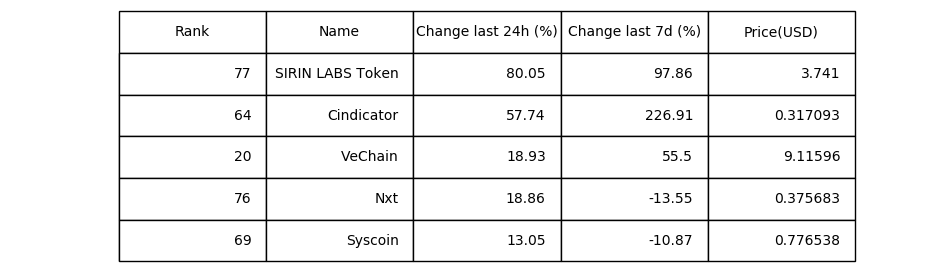 Rank Name Change last 24h (%) Change last 7d (%) Price(USD)
77 SIRIN LABS Token 80.05 97.86 3.741
64 Cindicator 57.74 226.91 0.317093
20 VeChain 18.93 55.5 9.11596
76 Nxt 18.86 -13.55 0.375683
69 Syscoin 13.05 -10.87 0.776538